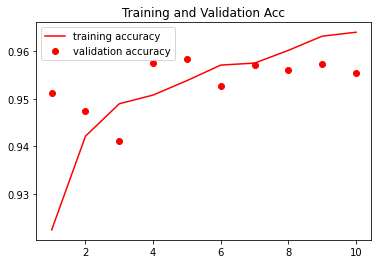 Training and Validation Acc
training accuracy
validation accuracy
0.96
0.95
0.94
0.93
2 4 6 8 10